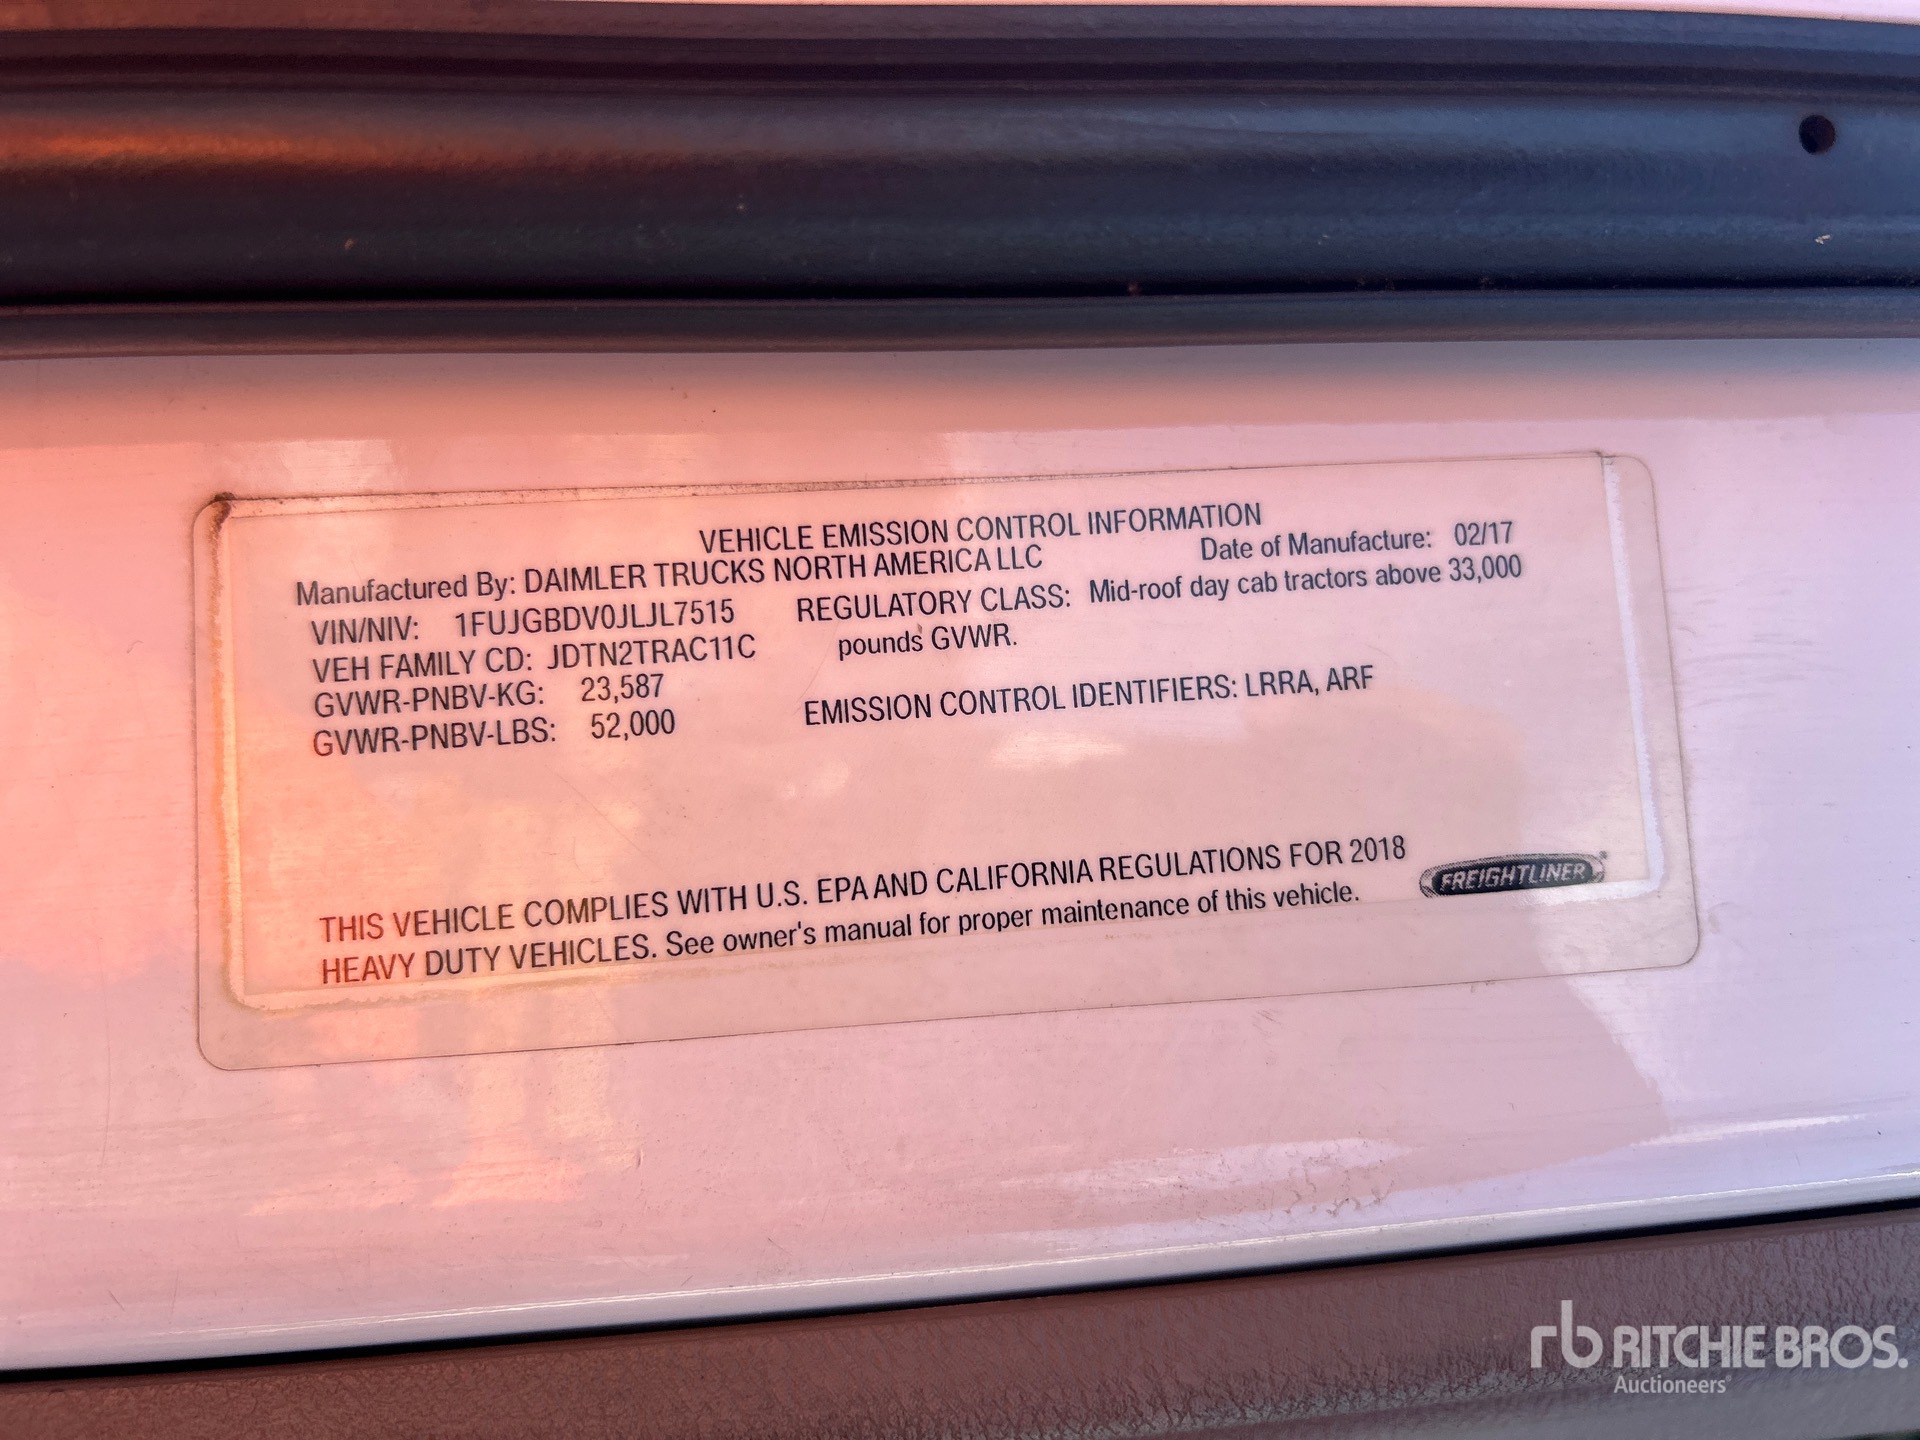 VEHICLE EMISSION CONTROL INFORMATION
Manufactured By: DAIMLER TRUCKS NORTH AMERICA LLC Date of Manufacture: 02/17
VIN/NIV: 1FUJGBDV0JLJL7515 REGULATORY CLASS: Mid-roof day cab tractors above 33,000
VEH FAMILY CD: JDTN2TRAC11C pounds GVWR.
GVWR-PNBV-KG: 23,587
GVWR-PNBV-LBS: 52,000 EMISSION CONTROL IDENTIFIERS: LRRA, ARF
THIS VEHICLE COMPLIES WITH U.S. EPA AND CALIFORNIA REGULATIONS FOR 2018
HEAVY DUTY VEHICLES. See owner's manual for proper maintenance of this vehicle.
FREIGHTLINER®
rb RITCHIE BROS.
Auctioneers